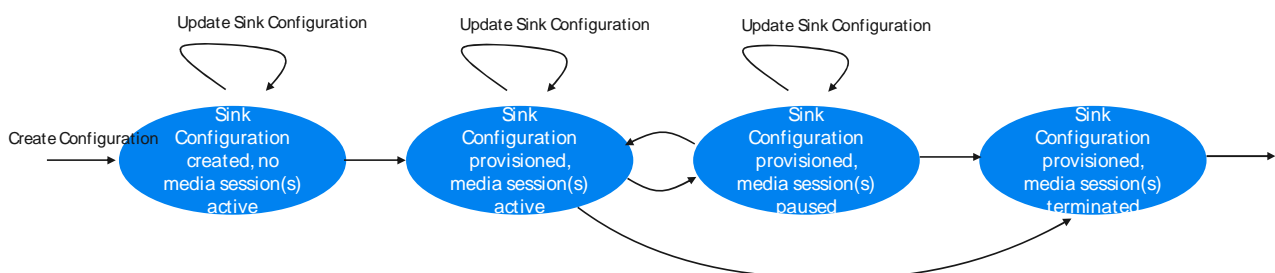 Update Sink Configuration
Update Sink Configuration
Update Sink Configuration
Create Configuration
Sink
Configuration
created, no
media session(s)
active
Sink
Configuration
provisioned,
media session(s)
active
Sink
Configuration
provisioned,
media session(s)
paused
Sink
Configuration
provisioned,
media session(s)
terminated